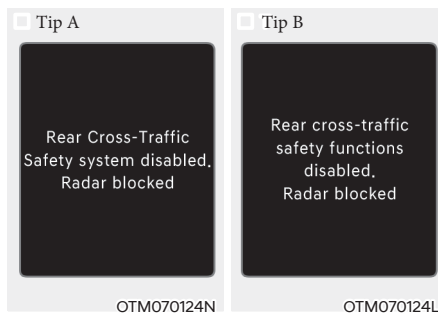 Tip A
Rear Cross-Traffic
Safety system disabled.
Radar blocked
OTM070124N
Tip B
Rear cross-traffic
safety functions
disabled.
Radar blocked
OTM070124L